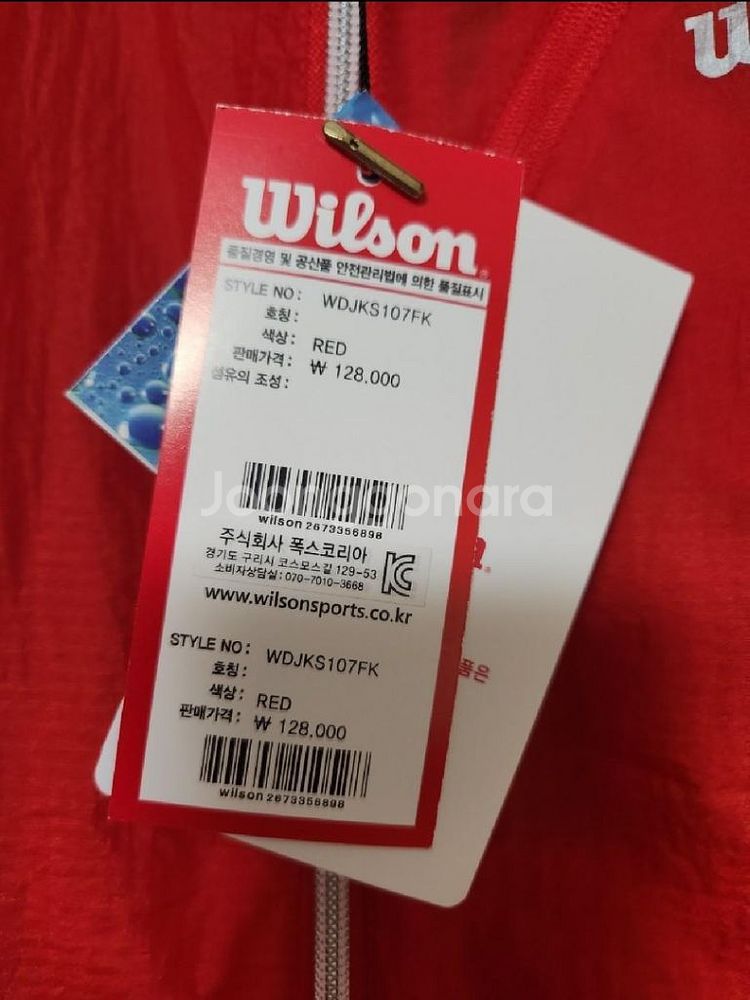 Wilson
품질경영 및 공산품 안전관리법에 의한 품질표시
STYLE NO: WDJKS107FK
호칭:
색상: RED
판매가격: ₩ 128,000
섬유의 조성:
Joonggonara
wilson 2673356898
주식회사 폭스코리아
경기도 구리시 코스모스길 129-53
소비자상담실: 070-7010-3668
www.wilsonsports.co.kr
STYLE NO: WDJKS107FK
호칭:
색상: RED
판매가격: ₩ 128,000
wilson 2673356898